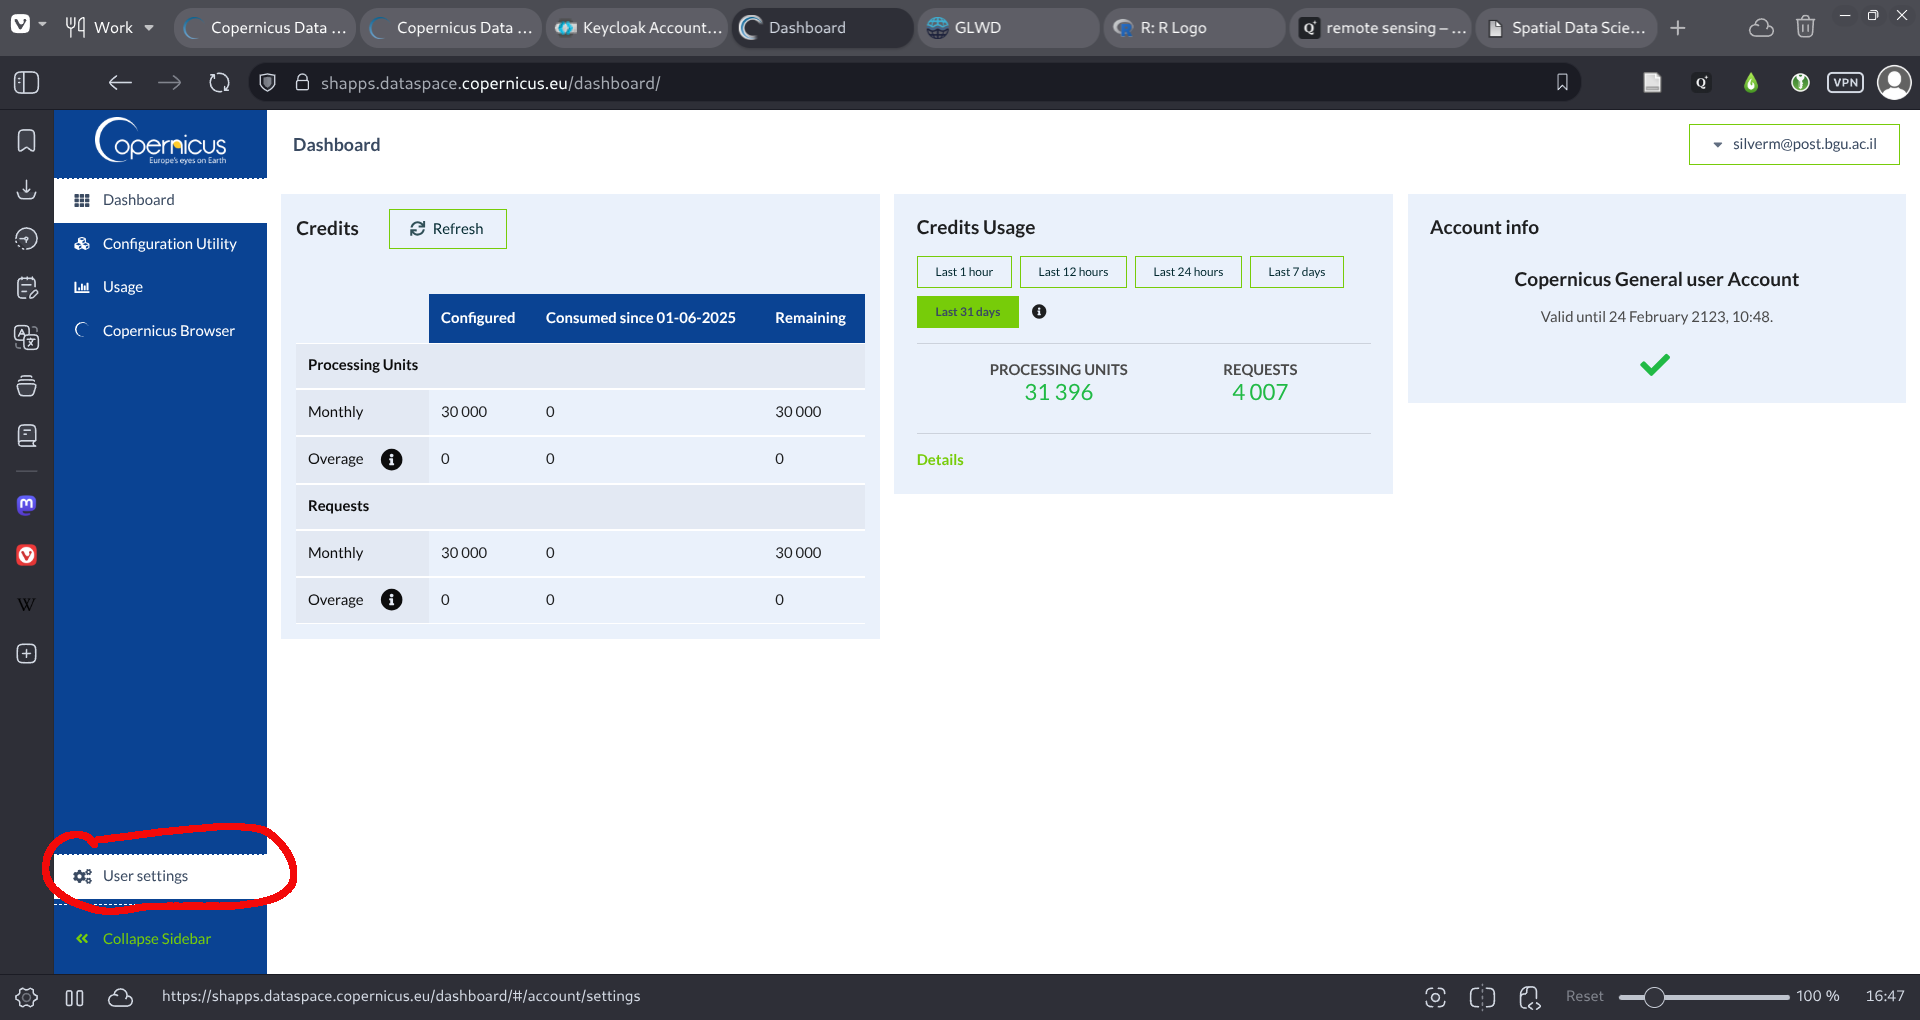 Work
Copernicus Data ...
Copernicus Data ...
Keycloak Account...
Dashboard
GLWD
R: R Logo
remote sensing – ...
Spatial Data Scie...
shapps.dataspace.copernicus.eu/dashboard/
VPN
Copernicus
Europe's eyes on Earth
Dashboard
Configuration Utility
Usage
Copernicus Browser
User settings
Collapse Sidebar
Dashboard
silverm@post.bgu.ac.il
Credits
Refresh
Configured Consumed since 01-06-2025 Remaining
Processing Units
Monthly 30 000 0 30 000
Overage 0 0 0
Requests
Monthly 30 000 0 30 000
Overage 0 0 0
Credits Usage
Last 1 hour Last 12 hours Last 24 hours Last 7 days
Last 31 days
PROCESSING UNITS REQUESTS
31 396 4 007
Details
Account info
Copernicus General user Account
Valid until 24 February 2123, 10:48.
https://shapps.dataspace.copernicus.eu/dashboard/#/account/settings
Reset 100 % 16:47